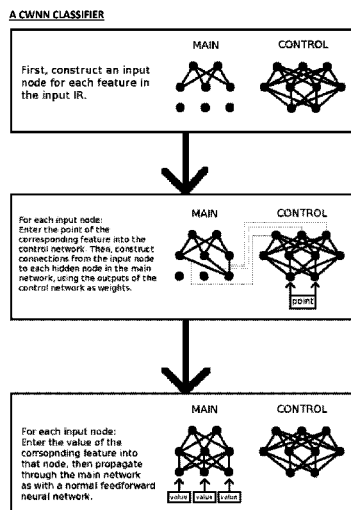 A CWNN CLASSIFIER
MAIN
CONTROL
First, construct an input
node for each feature in
the input IR.
MAIN
CONTROL
For each input node:
Enter the point of the
corresponding feature into the
control network. Then, construct
connections from the input node
to each hidden node in the main
network, using the outputs of the
control network as weights.
point
MAIN
CONTROL
For each input node:
Enter the value of the
corrsopnding feature into
that node, then propagate
through the main network
as with a normal feedforward
neural network.
value
value
value